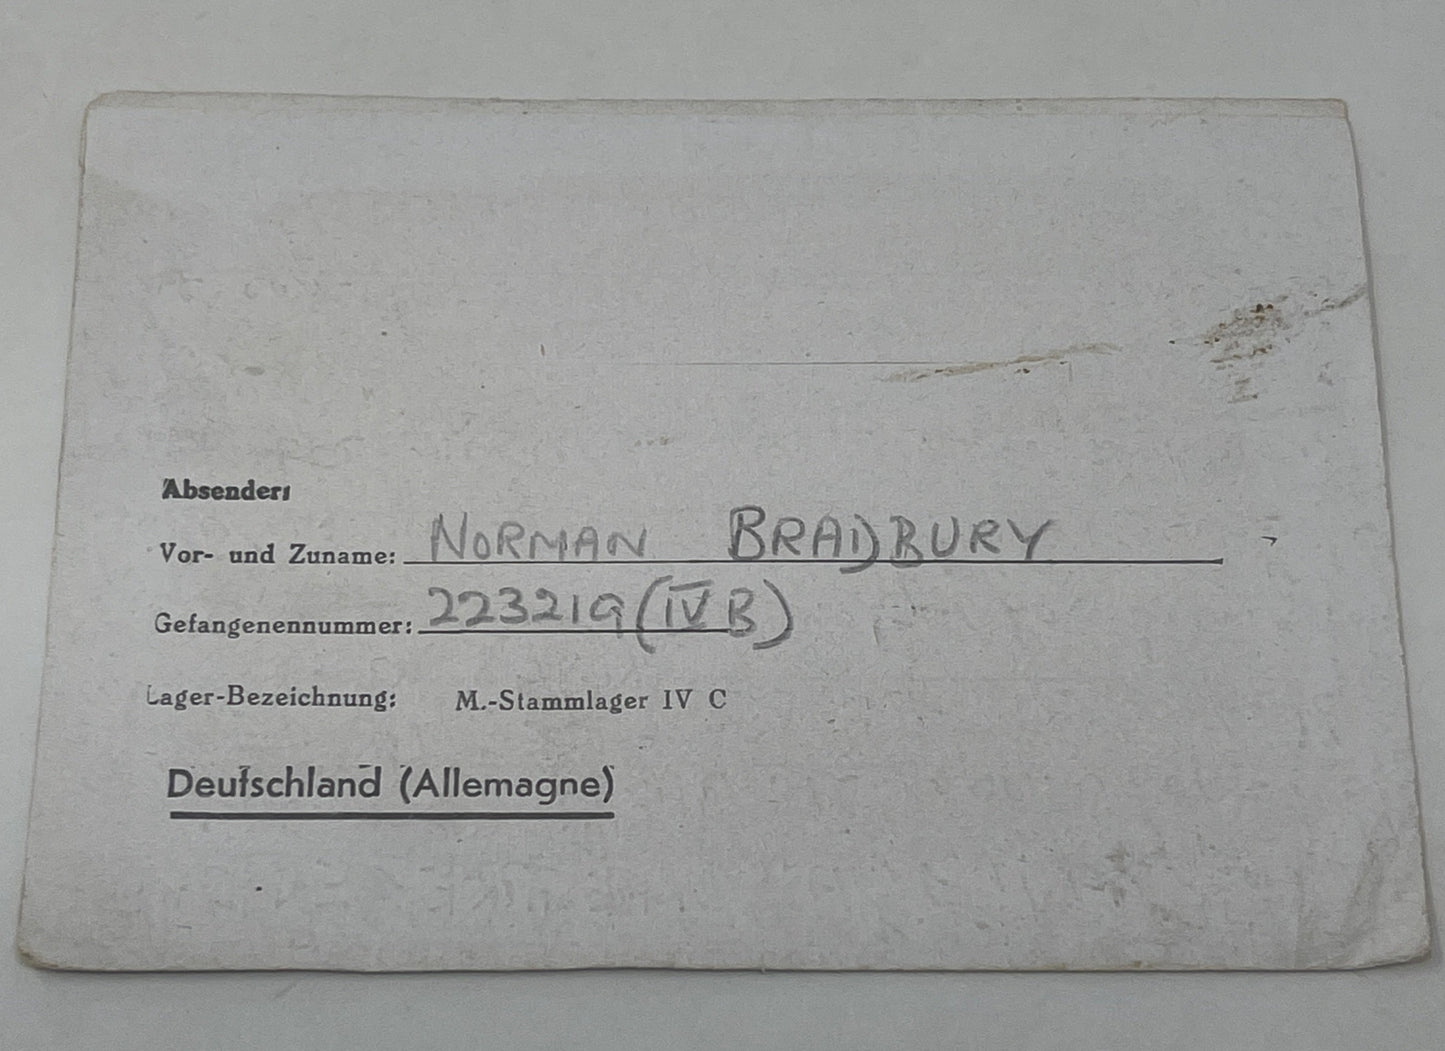 Absender:
Vor- und Zuname: NORMAN BRADBURY
Gefangenennummer: 223219 (IV B)
Lager-Bezeichnung: M.-Stammlager IV C
Deutschland (Allemagne)